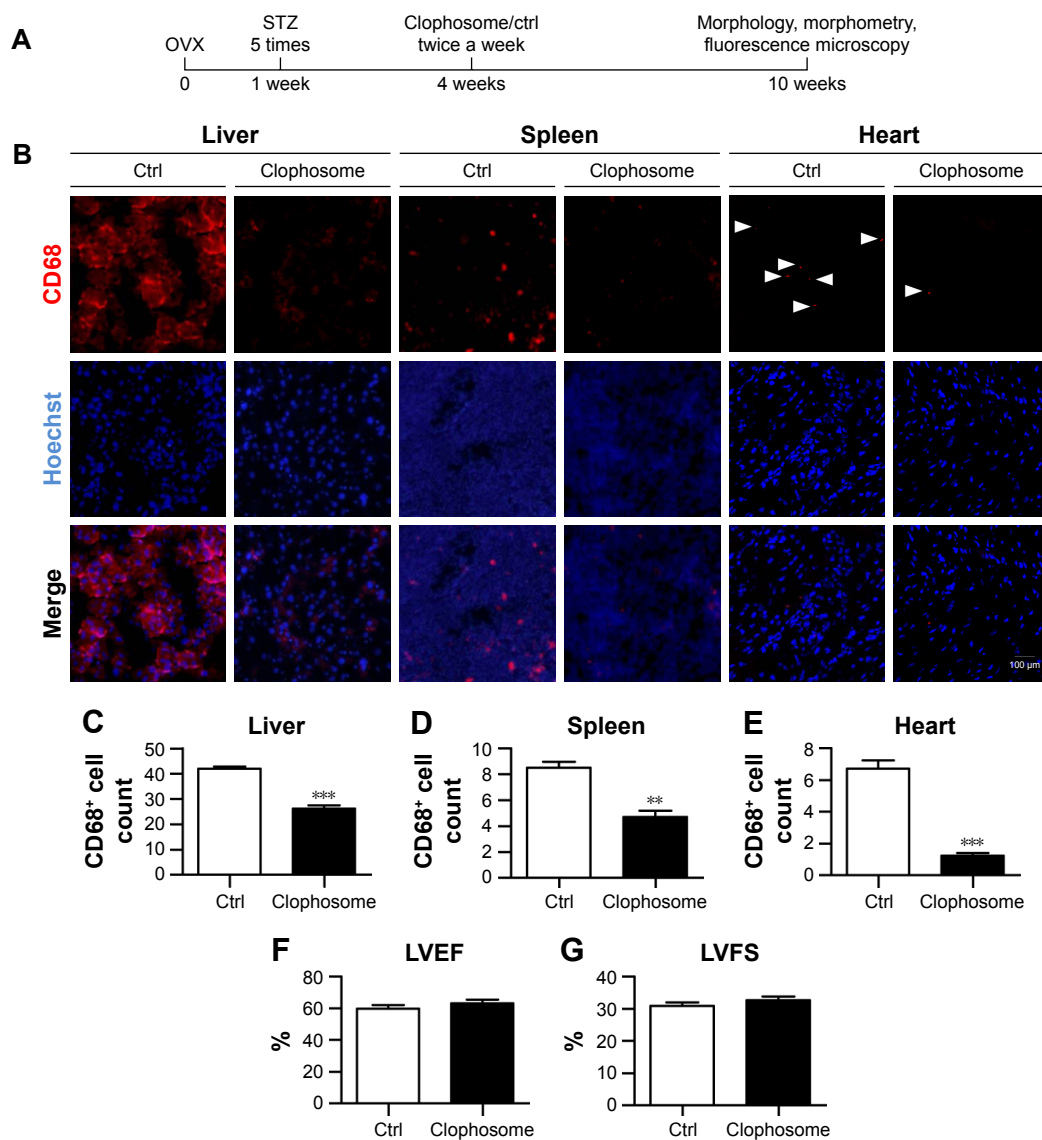 A
OVX
STZ
5 times
Clophosome/ctrl
twice a week
Morphology, morphometry,
fluorescence microscopy
0
1 week
4 weeks
10 weeks
B
Liver
Spleen
Heart
Ctrl
Clophosome
Ctrl
Clophosome
Ctrl
Clophosome
CD68
Hoechst
Merge
100 µm
C
Liver
CD68⁺ cell
count
50
40
30
20
10
0
***
Ctrl
Clophosome
D
Spleen
CD68⁺ cell
count
10
8
6
4
2
0
**
Ctrl
Clophosome
E
Heart
CD68⁺ cell
count
8
6
4
2
0
***
Ctrl
Clophosome
F
LVEF
%
80
60
40
20
0
Ctrl
Clophosome
G
LVFS
%
40
30
20
10
0
Ctrl
Clophosome